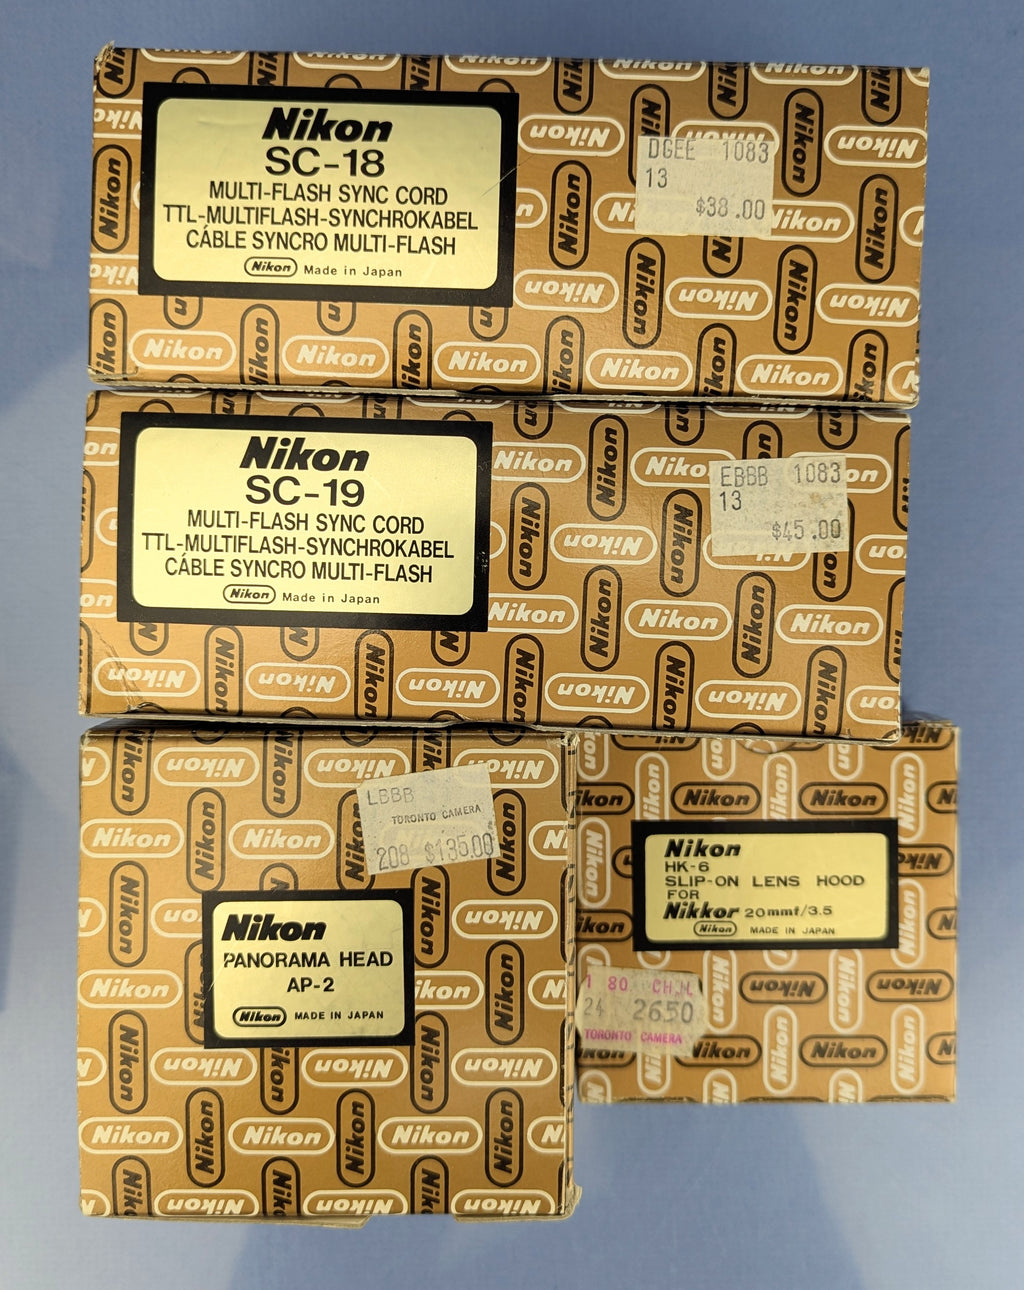 Nikon
SC-18
MULTI-FLASH SYNC CORD
TTL-MULTIFLASH-SYNCHROKABEL
CÁBLE SYNCRO MULTI-FLASH
Nikon Made in Japan
DGEE 1083
13
$38.00
Nikon
SC-19
MULTI-FLASH SYNC CORD
TTL-MULTIFLASH-SYNCHROKABEL
CÁBLE SYNCRO MULTI-FLASH
Nikon Made in Japan
EBBB 1083
13
$45.00
LBBB
TORONTO CAMERA
208 $135.00
Nikon
PANORAMA HEAD
AP-2
Nikon MADE IN JAPAN
Nikon
HK-6
SLIP-ON LENS HOOD
FOR
Nikkor 20mmf/3.5
Nikon MADE IN JAPAN
1 80
24 2650
TORONTO CAMERA